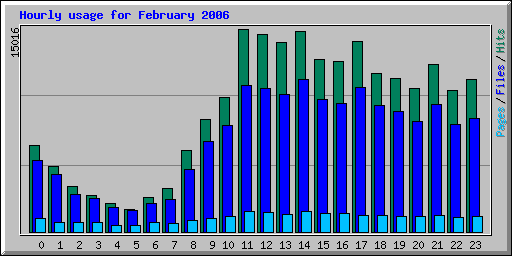 Hourly usage for February 2006
15016
Pages / Files / Hits
0 1 2 3 4 5 6 7 8 9 10 11 12 13 14 15 16 17 18 19 20 21 22 23